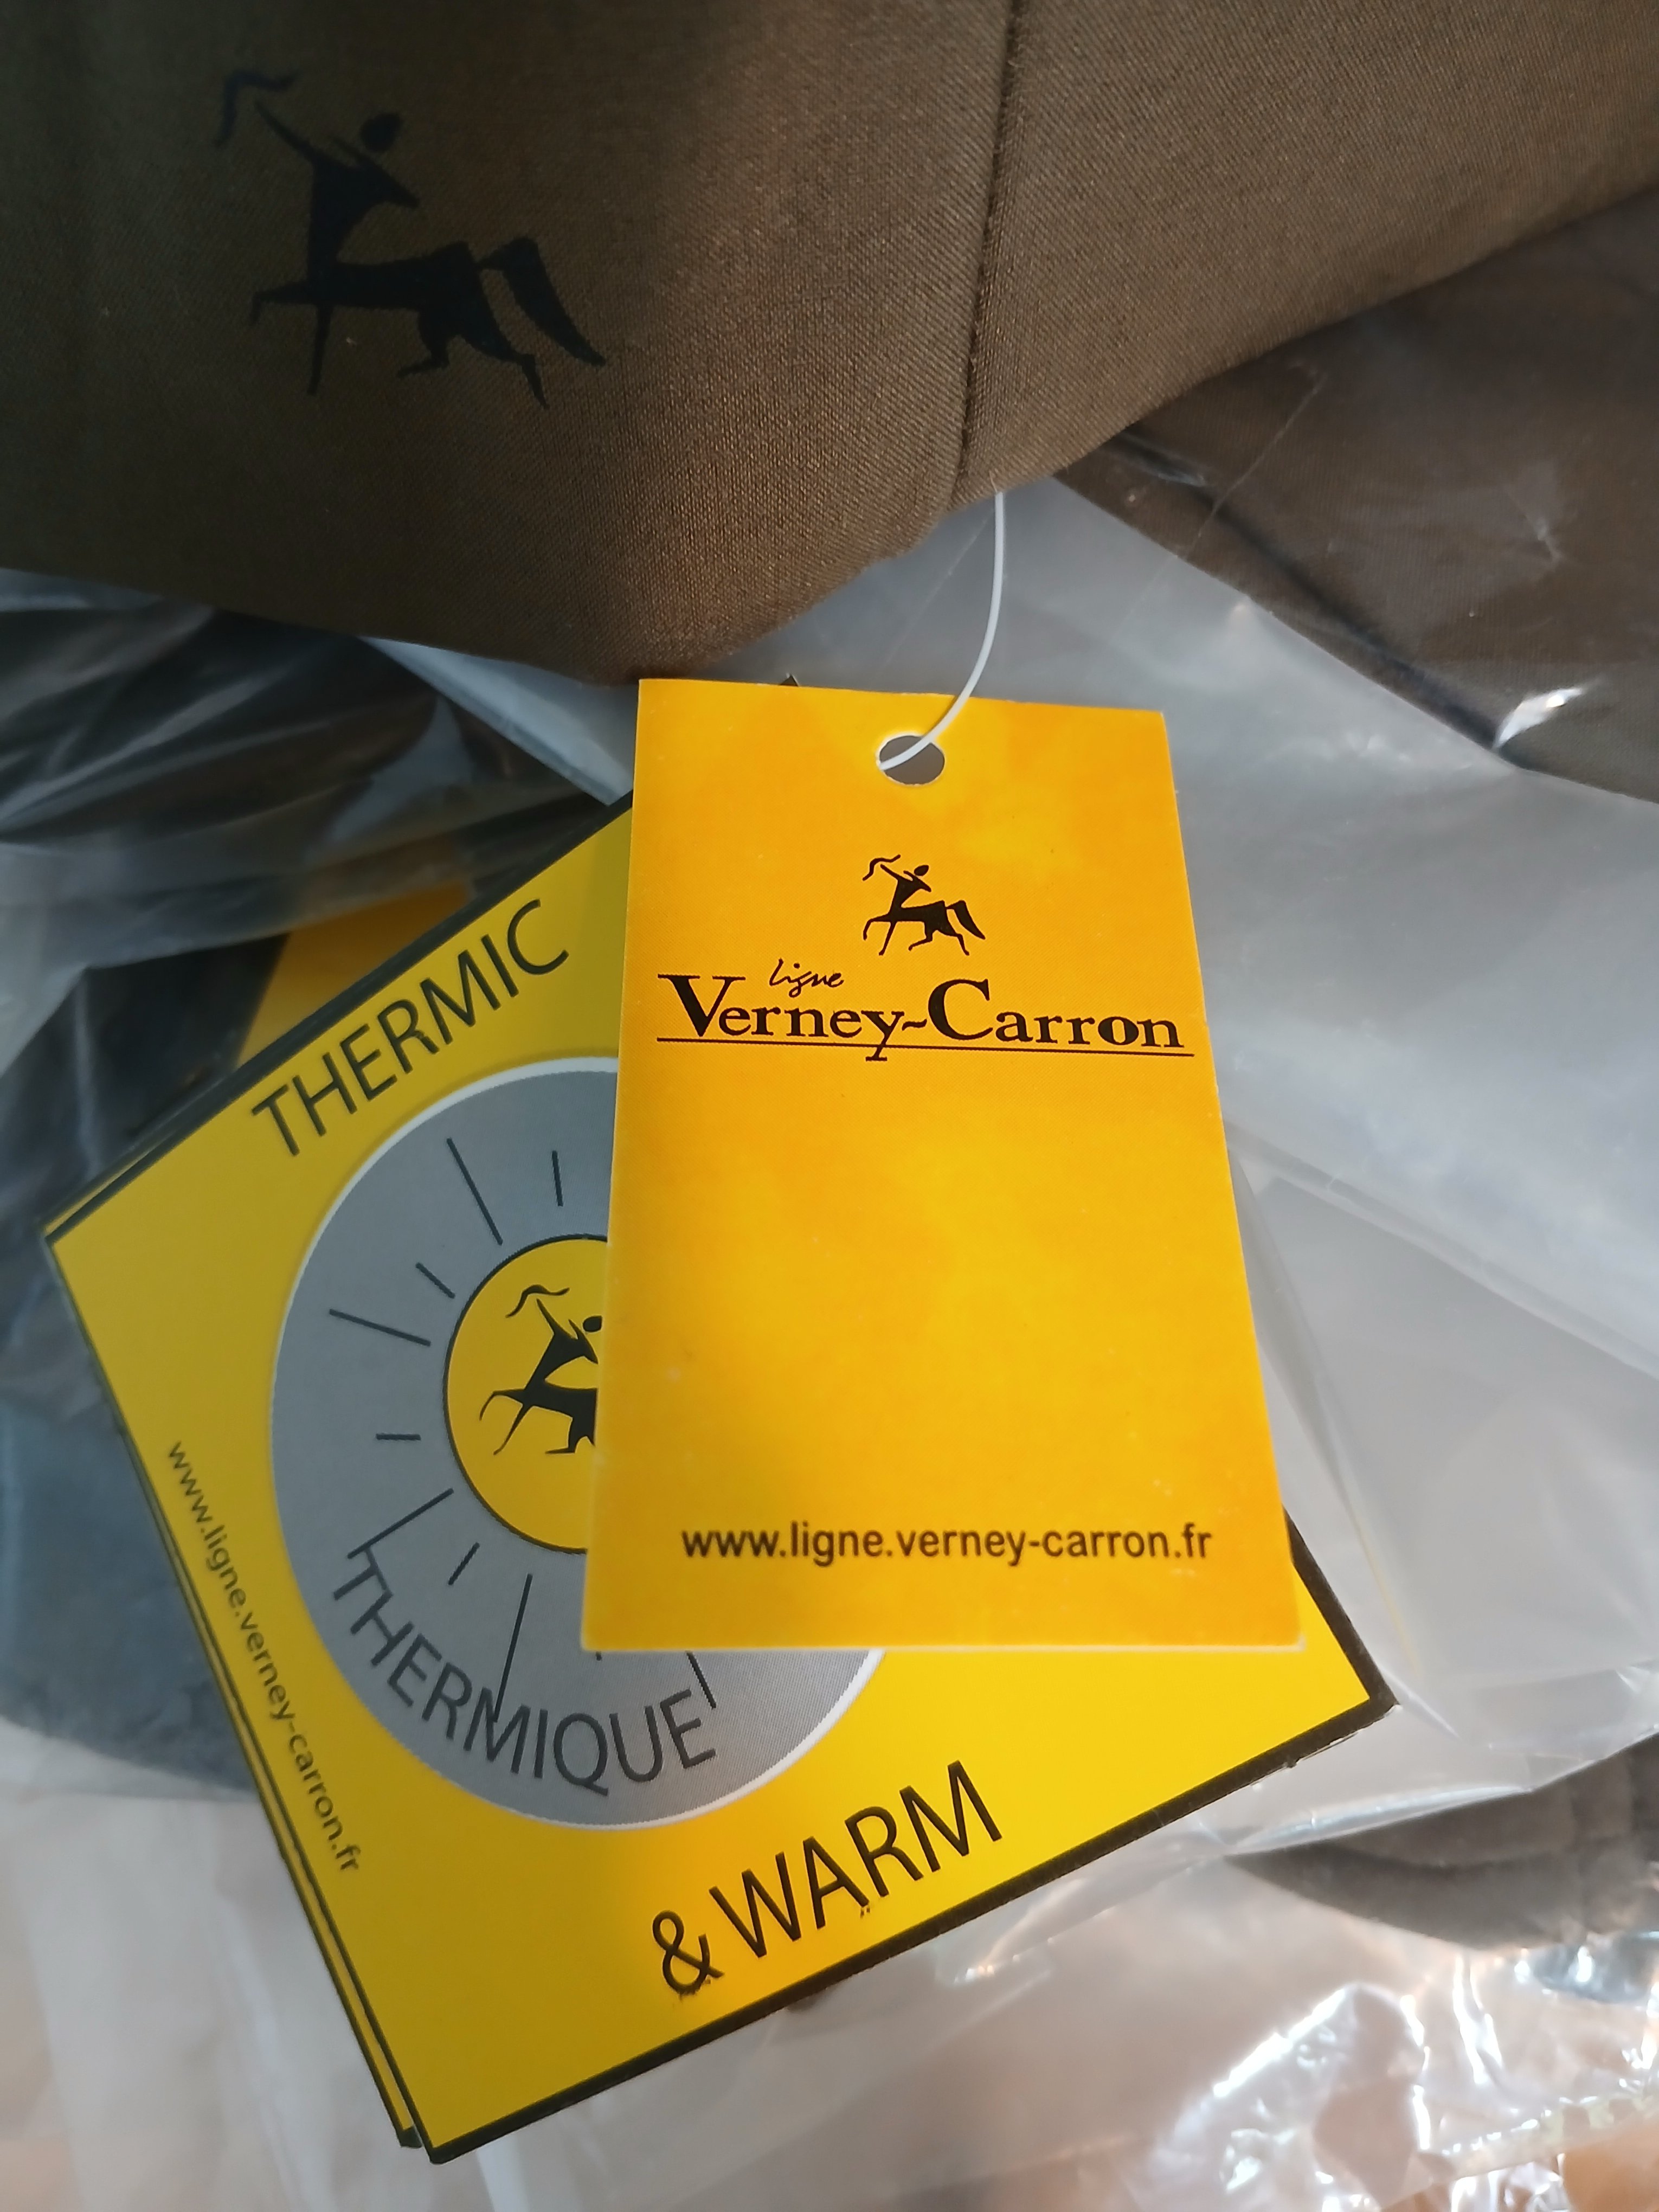 ligne
Verney-Carron
www.ligne.verney-carron.fr
THERMIC
THERMIQUE
& WARM
www.ligne.verney-carron.fr